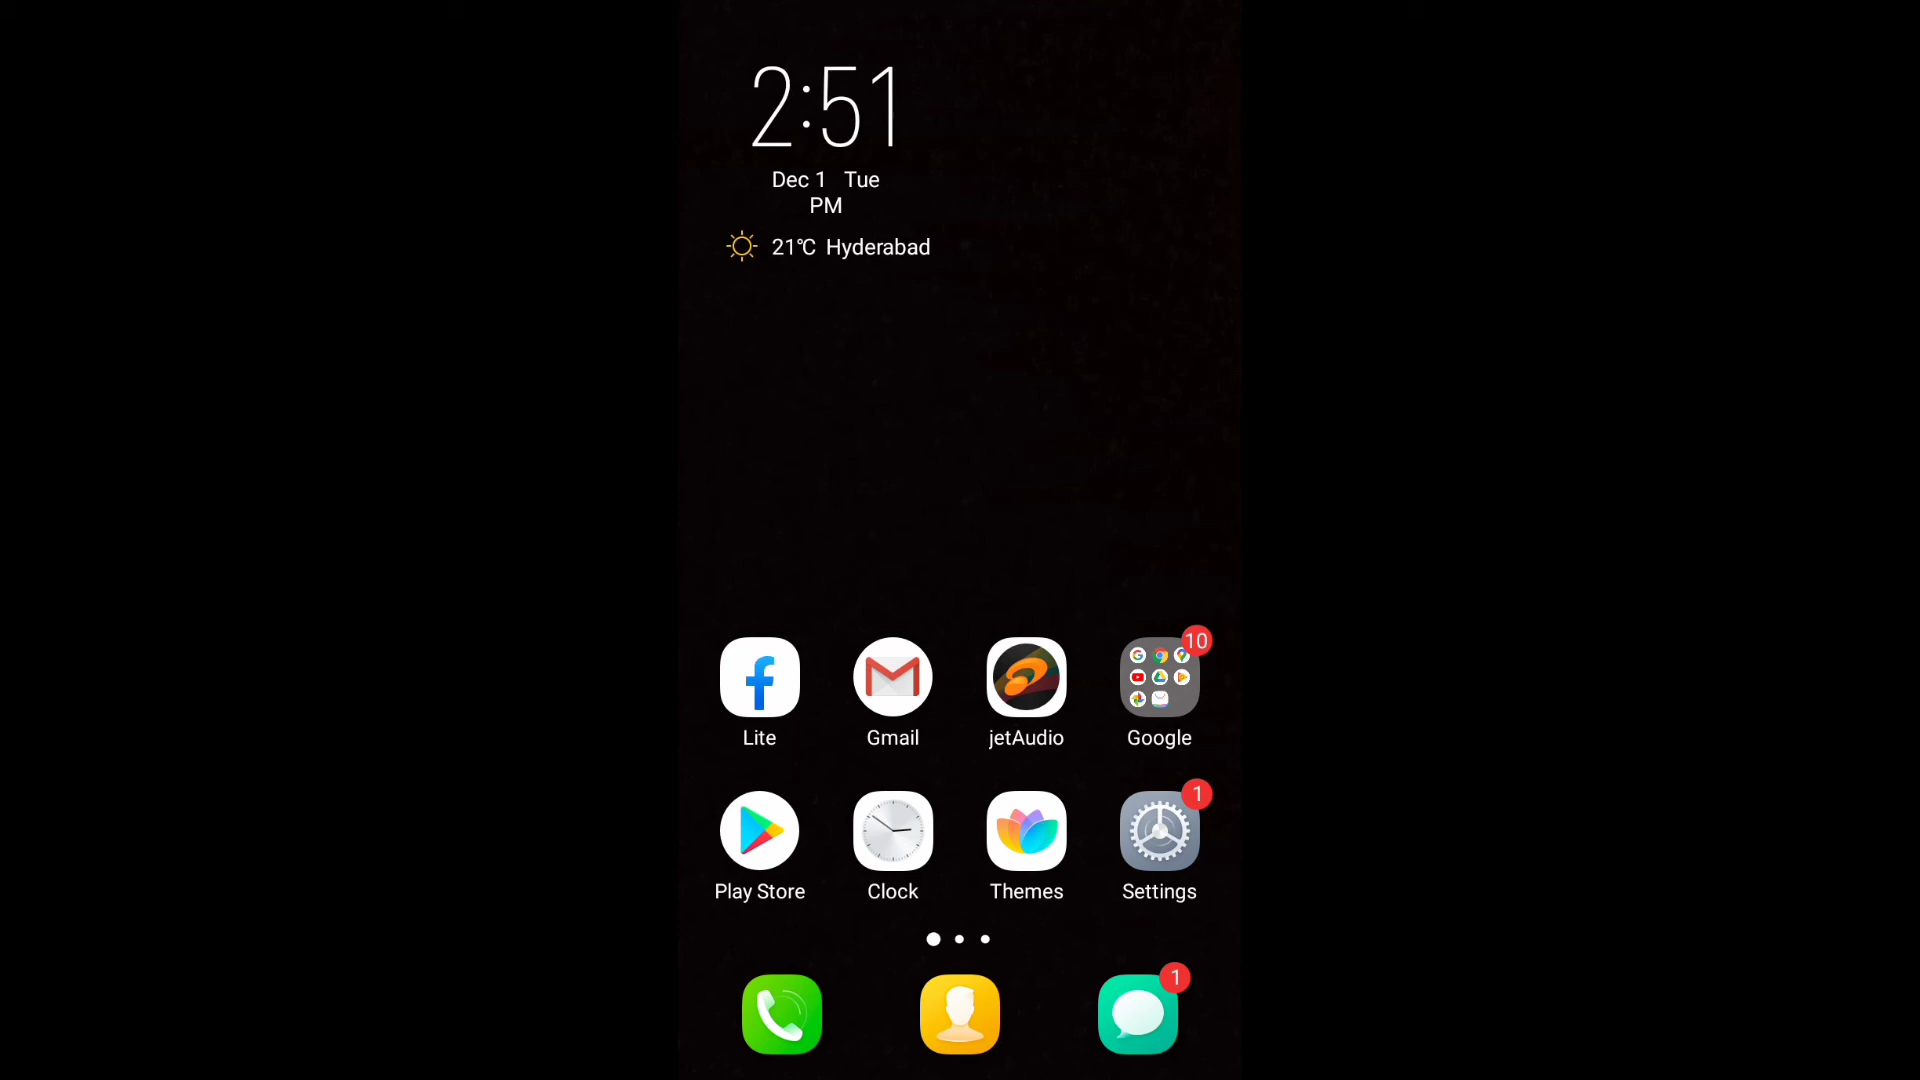 2:51
Dec 1 Tue
PM
21℃ Hyderabad
10
Lite Gmail jetAudio Google
1
Play Store Clock Themes Settings
1